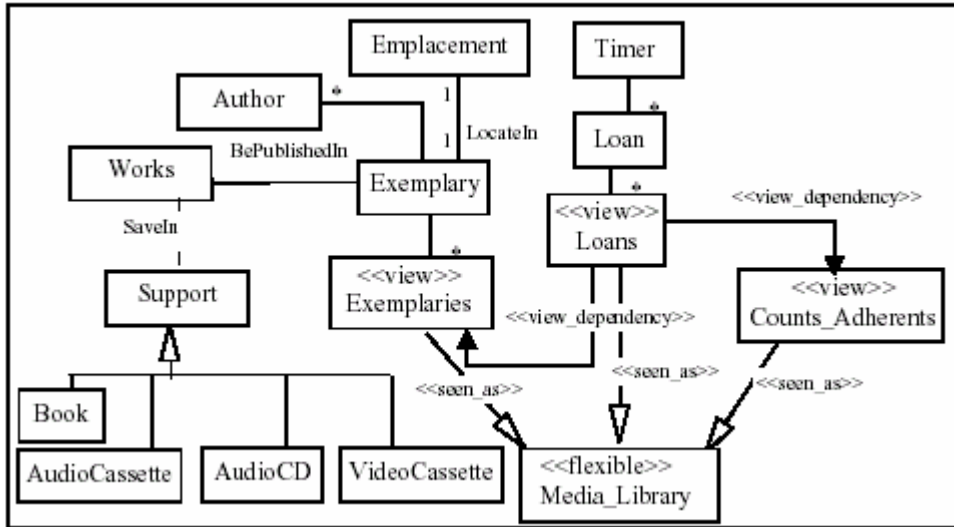 Emplacement
Timer
Author
*
1
*
LocateIn
1
Loan
BePublishedIn
Works
Exemplary
*
<<view_dependency>>
SaveIn
<<view>>
Loans
*
<<view>>
Exemplaries
Support
<<view>>
Counts_Adherents
<<view_dependency>>
<<seen_as>>
<<seen_as>>
<<seen_as>>
Book
AudioCassette
AudioCD
VideoCassette
<<flexible>>
Media_Library